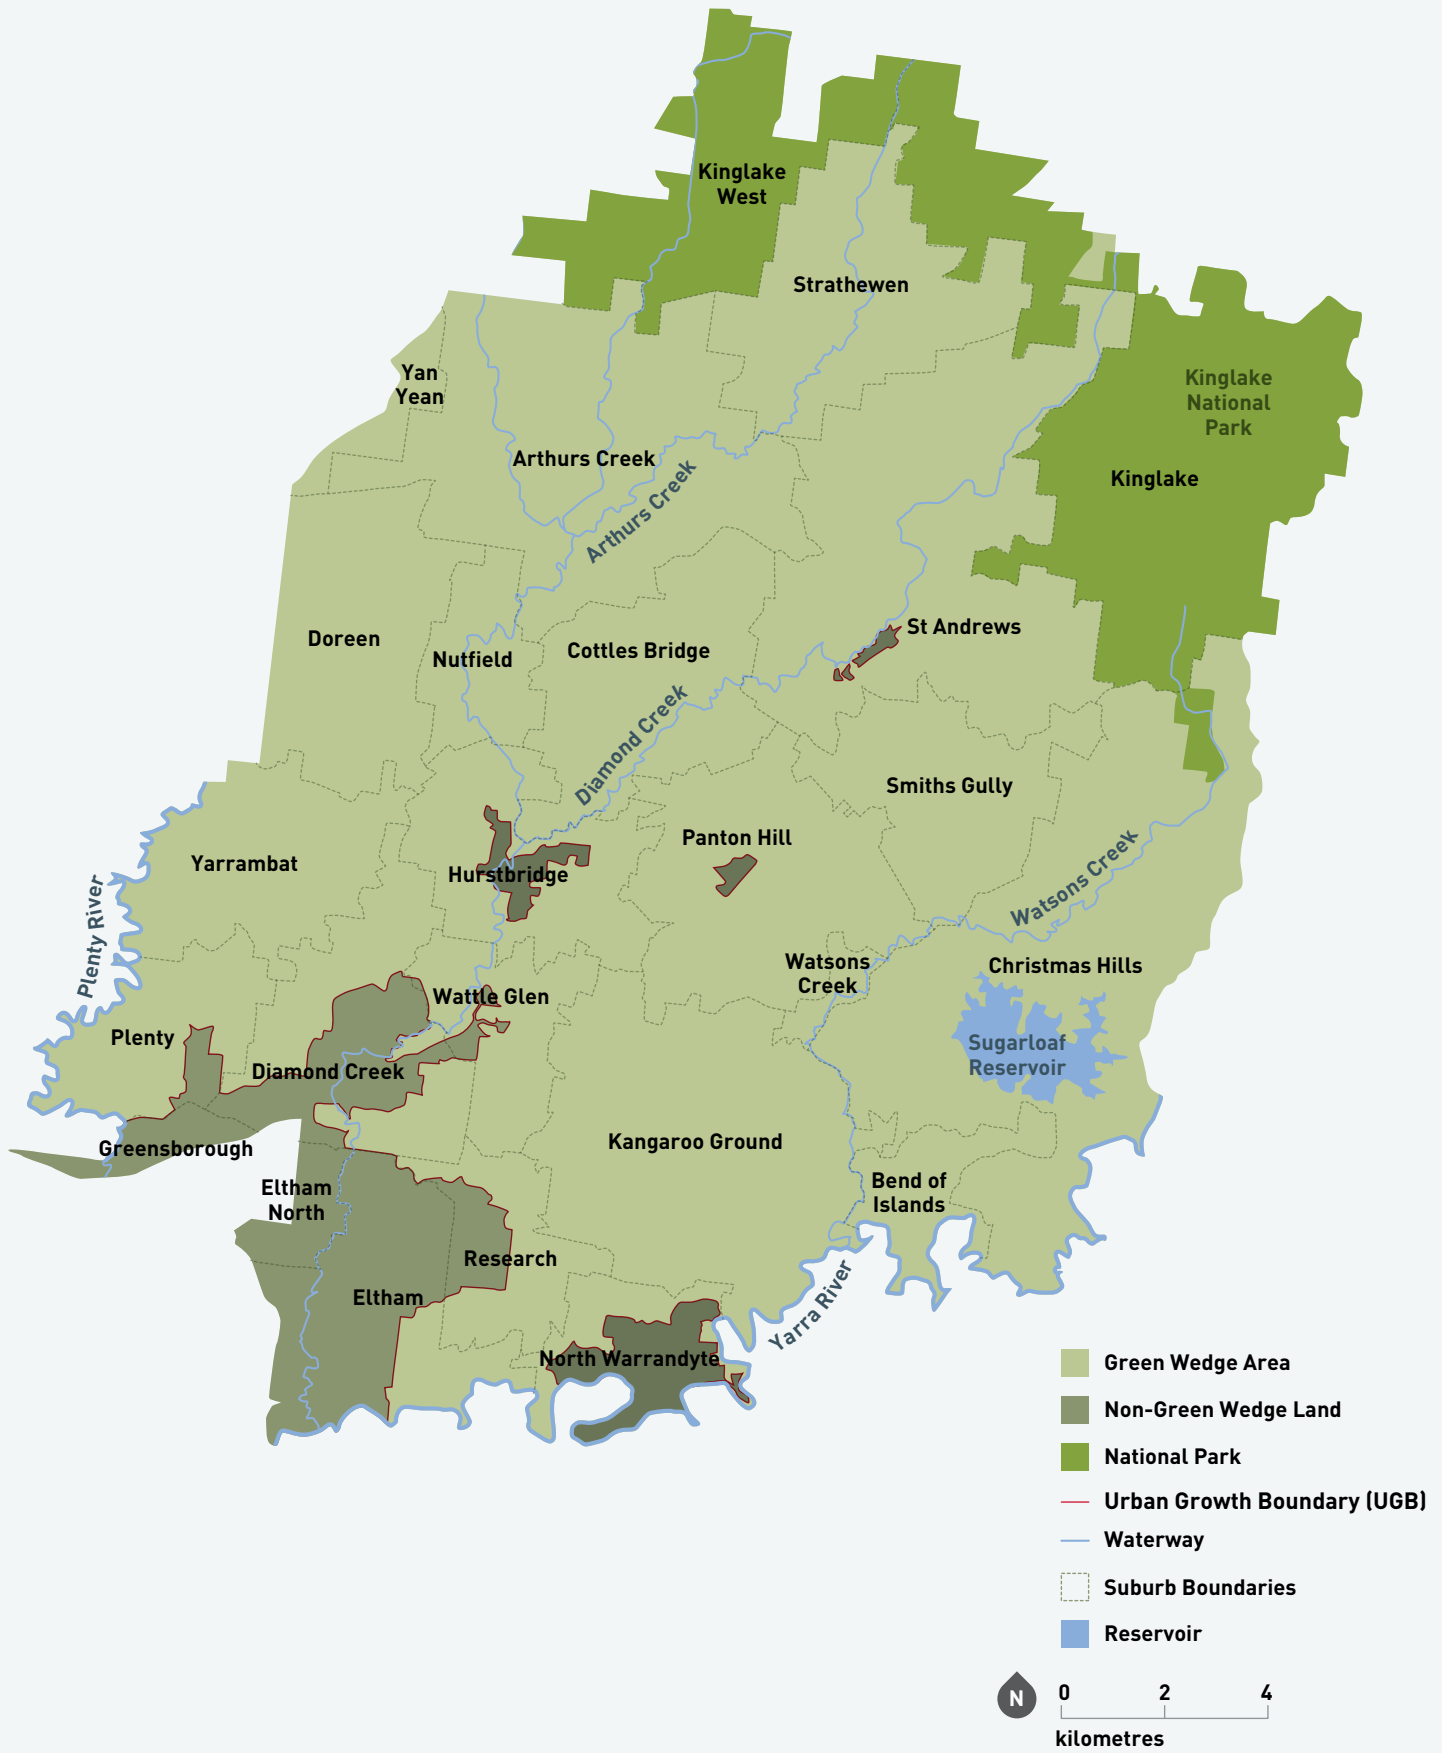 Kinglake
West
Strathewen
Yan
Yean
Kinglake
National
Park
Arthurs Creek
Kinglake
Arthurs Creek
Doreen
Nutfield
Cottles Bridge
St Andrews
Diamond Creek
Smiths Gully
Yarrambat
Hurstbridge
Panton Hill
Watsons Creek
Plenty River
Watsons
Creek
Christmas Hills
Wattle Glen
Plenty
Diamond Creek
Sugarloaf
Reservoir
Greensborough
Kangaroo Ground
Eltham
North
Bend of
Islands
Research
Eltham
Yarra River
North Warrandyte
Green Wedge Area
Non-Green Wedge Land
National Park
Urban Growth Boundary (UGB)
Waterway
Suburb Boundaries
Reservoir
N
0 2 4
kilometres